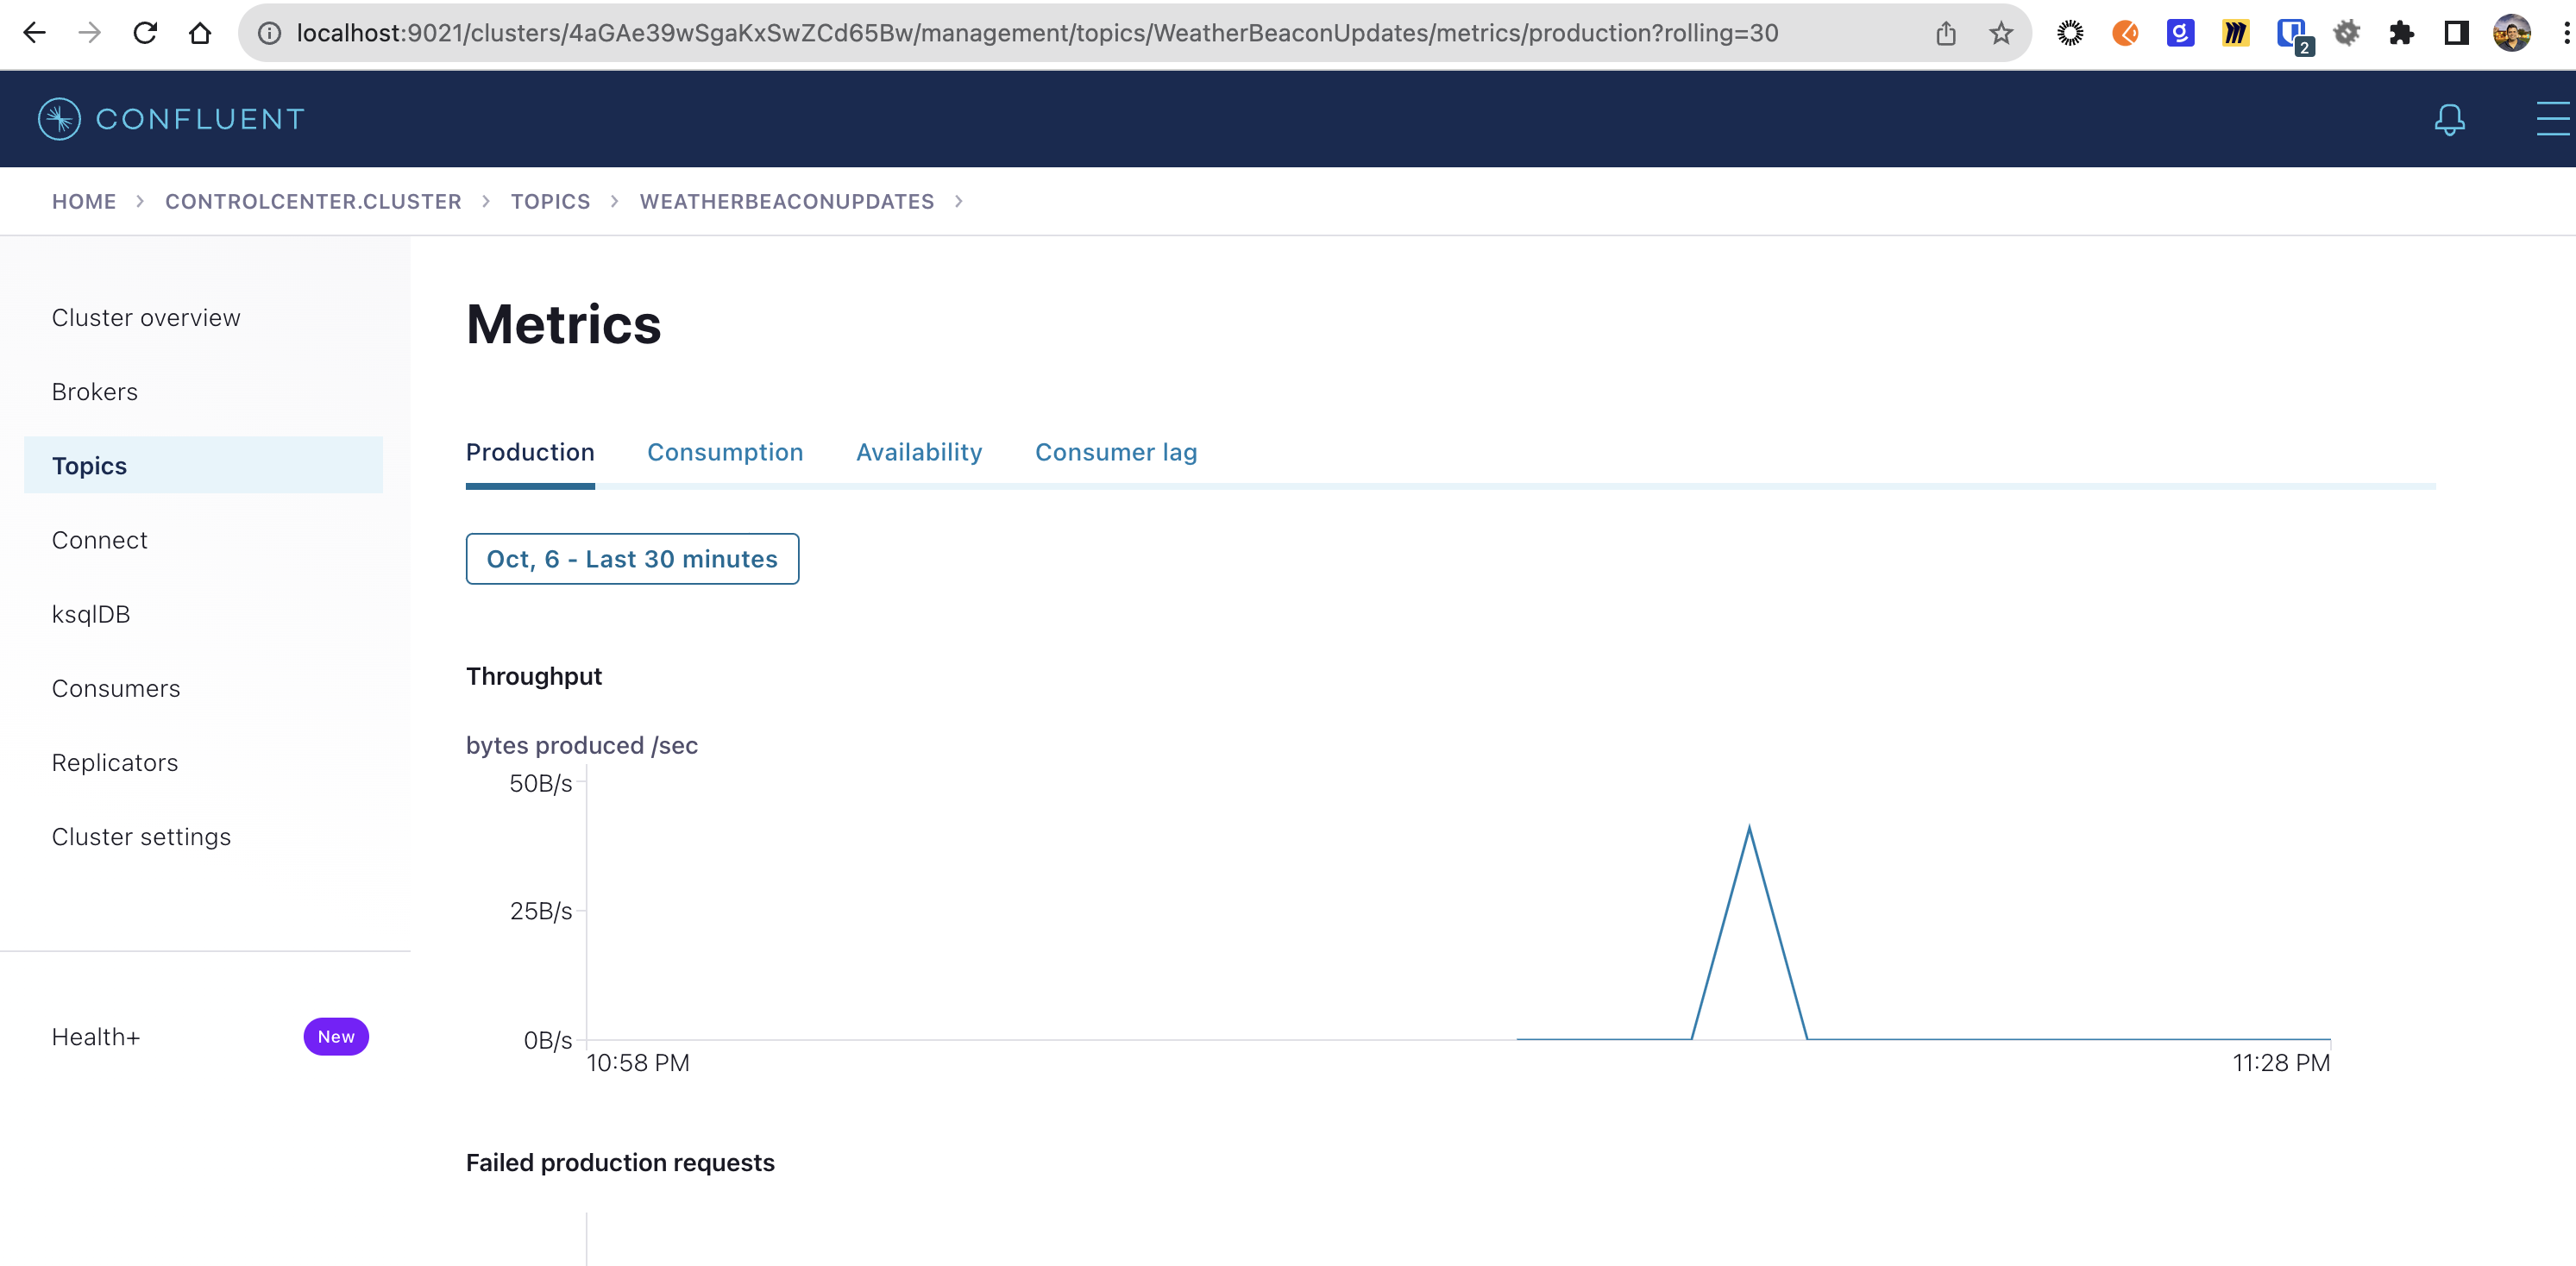 localhost:9021/clusters/4aGAe39wSgaKxSwZCd65Bw/management/topics/WeatherBeaconUpdates/metrics/production?rolling=30
2
CONFLUENT
HOME > CONTROLCENTER.CLUSTER > TOPICS > WEATHERBEACONUPDATES >
Cluster overview
Brokers
Topics
Connect
ksqlDB
Consumers
Replicators
Cluster settings
Health+ New
Metrics
Production Consumption Availability Consumer lag
Oct, 6 - Last 30 minutes
Throughput
bytes produced /sec
50B/s
25B/s
0B/s
10:58 PM 11:28 PM
Failed production requests